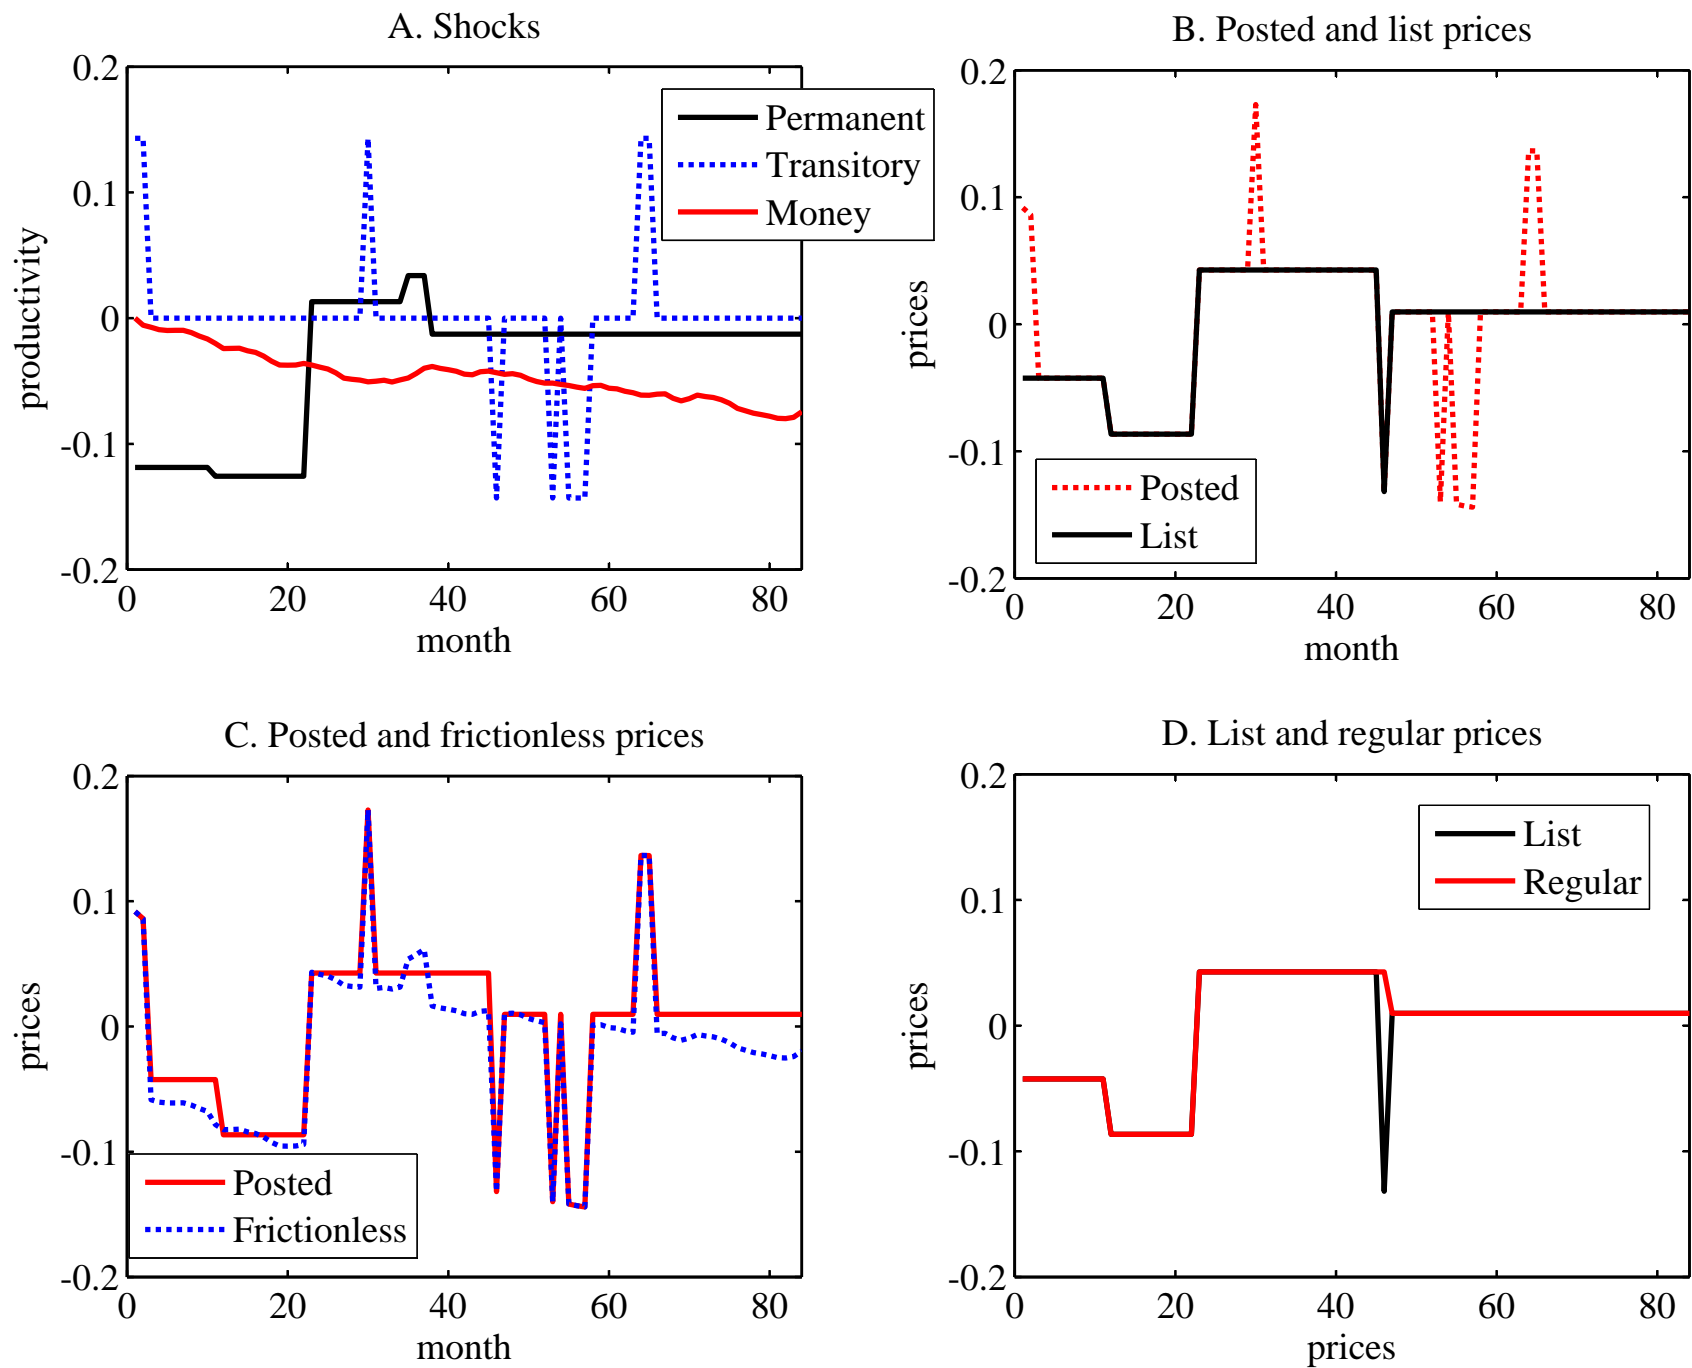 A. Shocks
0.2
0.1
0
-0.1
-0.2
productivity
0
20
40
60
80
month
Permanent
Transitory
Money
B. Posted and list prices
0.2
0.1
0
-0.1
-0.2
prices
0
20
40
60
80
month
Posted
List
C. Posted and frictionless prices
0.2
0.1
0
-0.1
-0.2
prices
0
20
40
60
80
month
Posted
Frictionless
D. List and regular prices
0.2
0.1
0
-0.1
-0.2
prices
0
20
40
60
80
prices
List
Regular